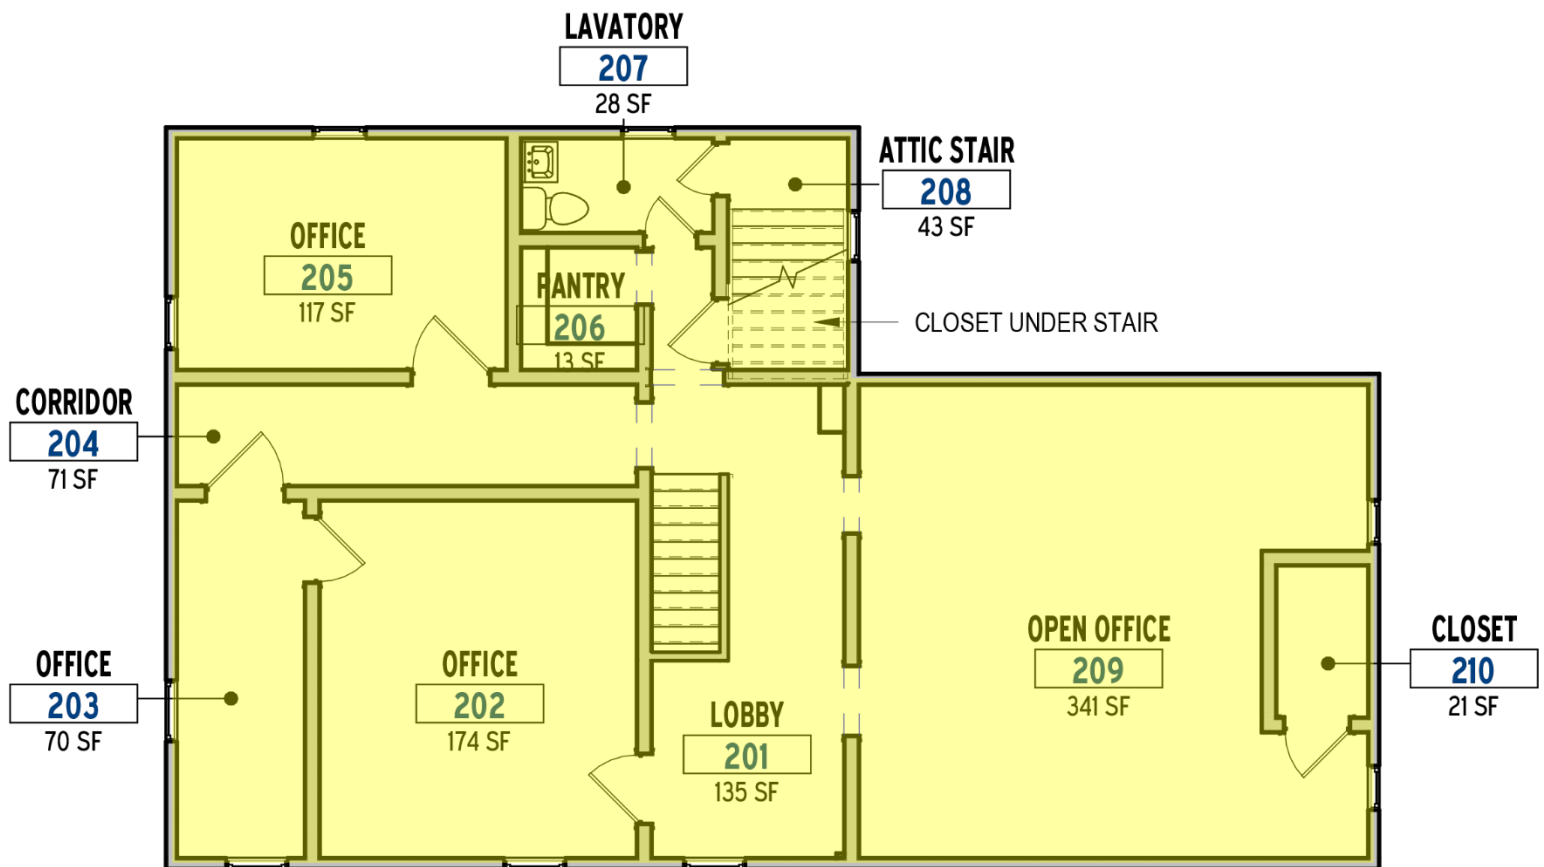 LAVATORY
207
28 SF
ATTIC STAIR
208
43 SF
OFFICE
205
117 SF
PANTRY
206
13 SF
CLOSET UNDER STAIR
CORRIDOR
204
71 SF
OFFICE
203
70 SF
OFFICE
202
174 SF
LOBBY
201
135 SF
OPEN OFFICE
209
341 SF
CLOSET
210
21 SF